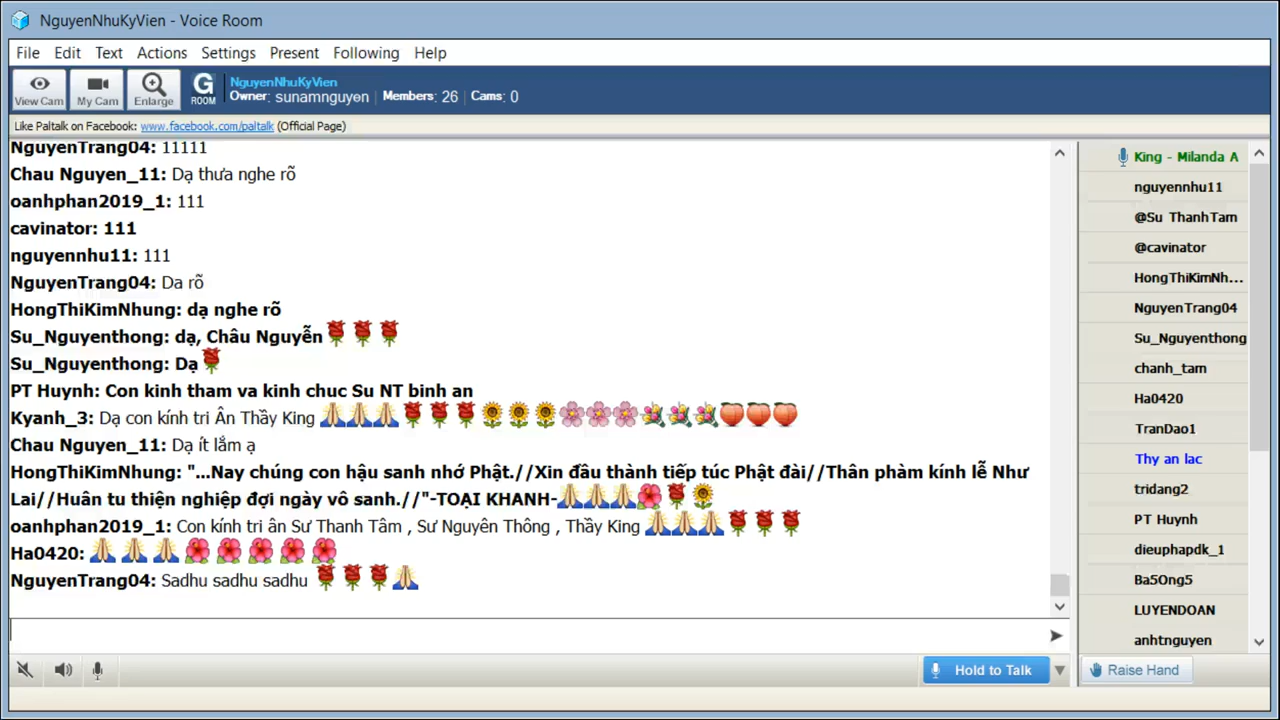 NguyenNhuKyVien - Voice Room
File Edit Text Actions Settings Present Following Help
View Cam My Cam Enlarge G ROOM
NguyenNhuKyVien
Owner: sunamnguyen | Members: 26 | Cams: 0
Like Paltalk on Facebook: www.facebook.com/paltalk (Official Page)
NguyenTrang04: 11111
Chau Nguyen_11: Dạ thưa nghe rõ
oanhphan2019_1: 111
cavinator: 111
nguyennhu11: 111
NguyenTrang04: Da rõ
HongThiKimNhung: dạ nghe rõ
Su_Nguyenthong: dạ, Châu Nguyễn 🌹🌹🌹
Su_Nguyenthong: Dạ 🌹
PT Huynh: Con kinh tham va kinh chuc Su NT binh an
Kyanh_3: Dạ con kính tri Ân Thầy King 🙏🙏🙏🌹🌹🌹🌻🌻🌻🌸🌸🌸💐💐💐🍑🍑🍑
Chau Nguyen_11: Dạ ít lắm ạ
HongThiKimNhung: "...Nay chúng con hậu sanh nhớ Phật.//Xin đầu thành tiếp túc Phật đài//Thân phàm kính lễ Như
Lai//Huân tu thiện nghiệp đợi ngày vô sanh.//"-TOẠI KHANH-🙏🙏🙏🌺🌹🌻
oanhphan2019_1: Con kính tri ân Sư Thanh Tâm , Sư Nguyên Thông , Thầy King 🙏🙏🙏🌹🌹🌹
Ha0420: 🙏🙏🙏🌺🌺🌺🌺🌺
NguyenTrang04: Sadhu sadhu sadhu 🌹🌹🌹🙏
King - Milanda A
nguyennhu11
@Su ThanhTam
@cavinator
HongThiKimNh...
NguyenTrang04
Su_Nguyenthong
chanh_tam
Ha0420
TranDao1
Thy an lac
tridang2
PT Huynh
dieuphapdk_1
Ba5Ong5
LUYENDOAN
anhtnguyen
Hold to Talk
Raise Hand